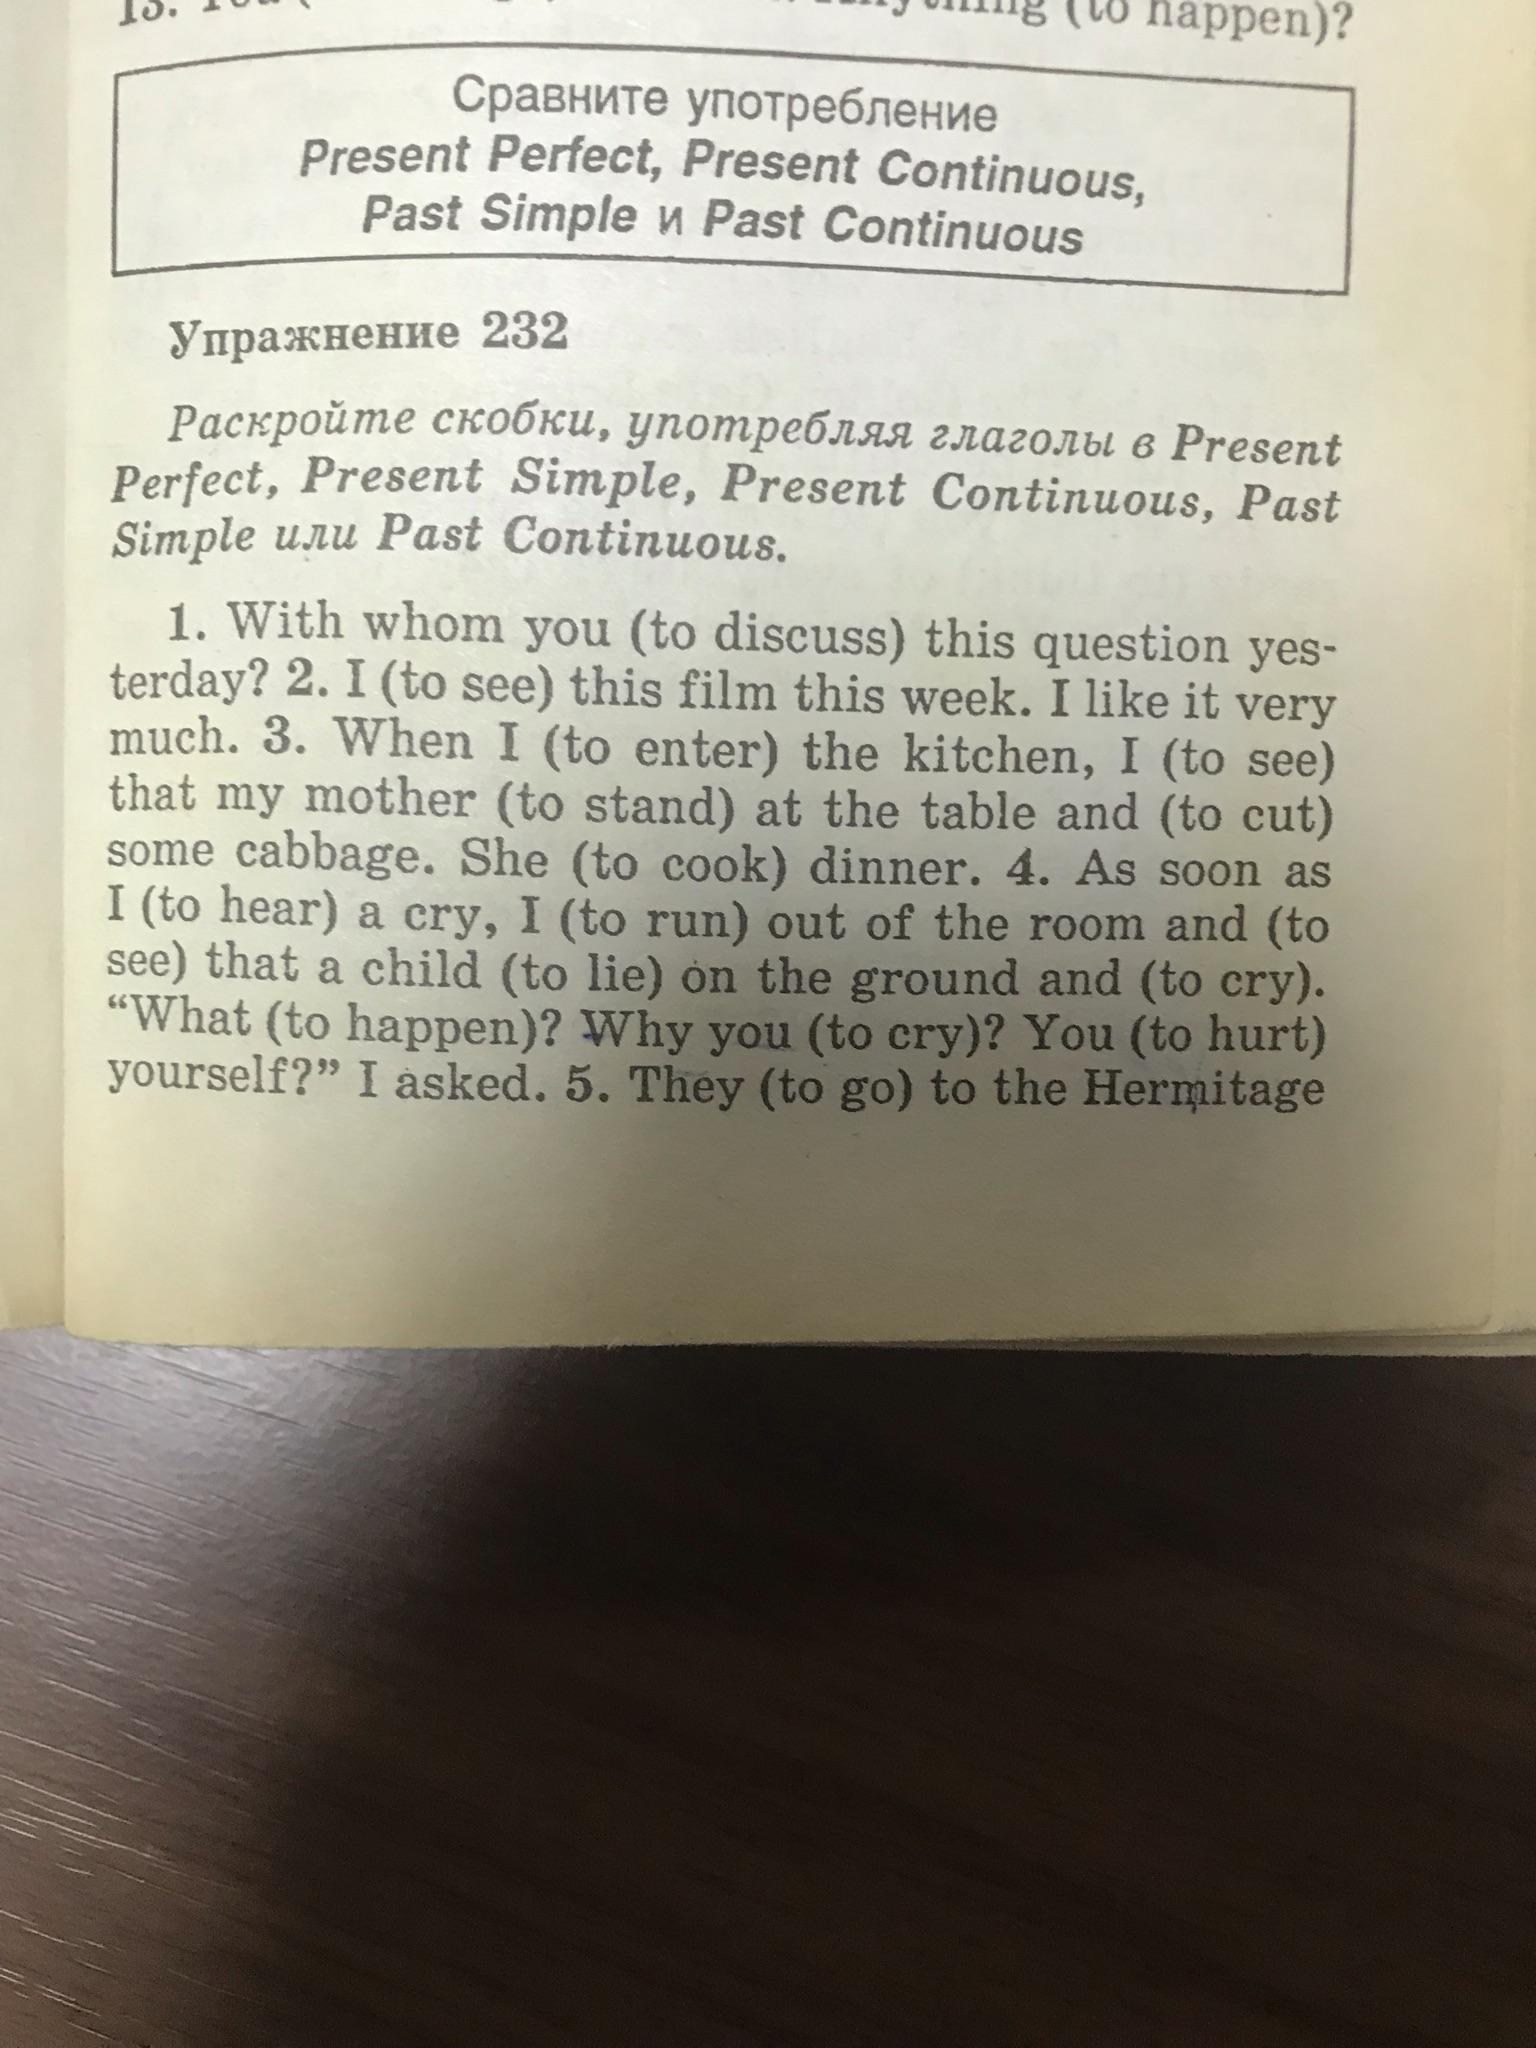 13. (to happen)?
Сравните употребление
Present Perfect, Present Continuous,
Past Simple и Past Continuous
Упражнение 232
Раскройте скобки, употребляя глаголы в Present
Perfect, Present Simple, Present Continuous, Past
Simple или Past Continuous.
1. With whom you (to discuss) this question yes-
terday? 2. I (to see) this film this week. I like it very
much. 3. When I (to enter) the kitchen, I (to see)
that my mother (to stand) at the table and (to cut)
some cabbage. She (to cook) dinner. 4. As soon as
I (to hear) a cry, I (to run) out of the room and (to
see) that a child (to lie) on the ground and (to cry).
“What (to happen)? Why you (to cry)? You (to hurt)
yourself?” I asked. 5. They (to go) to the Hermitage